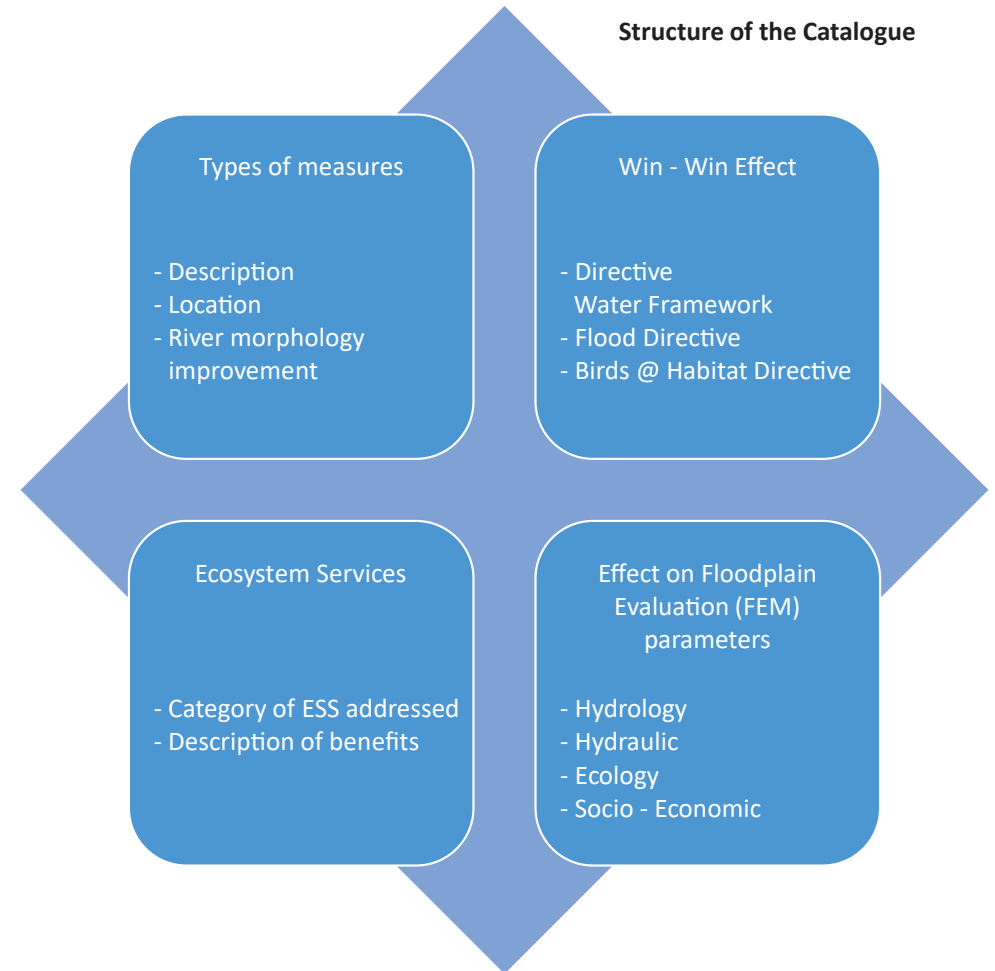 Structure of the Catalogue
Types of measures
- Description
- Location
- River morphology
improvement
Win - Win Effect
- Directive
Water Framework
- Flood Directive
- Birds @ Habitat Directive
Ecosystem Services
- Category of ESS addressed
- Description of benefits
Effect on Floodplain
Evaluation (FEM)
parameters
- Hydrology
- Hydraulic
- Ecology
- Socio - Economic